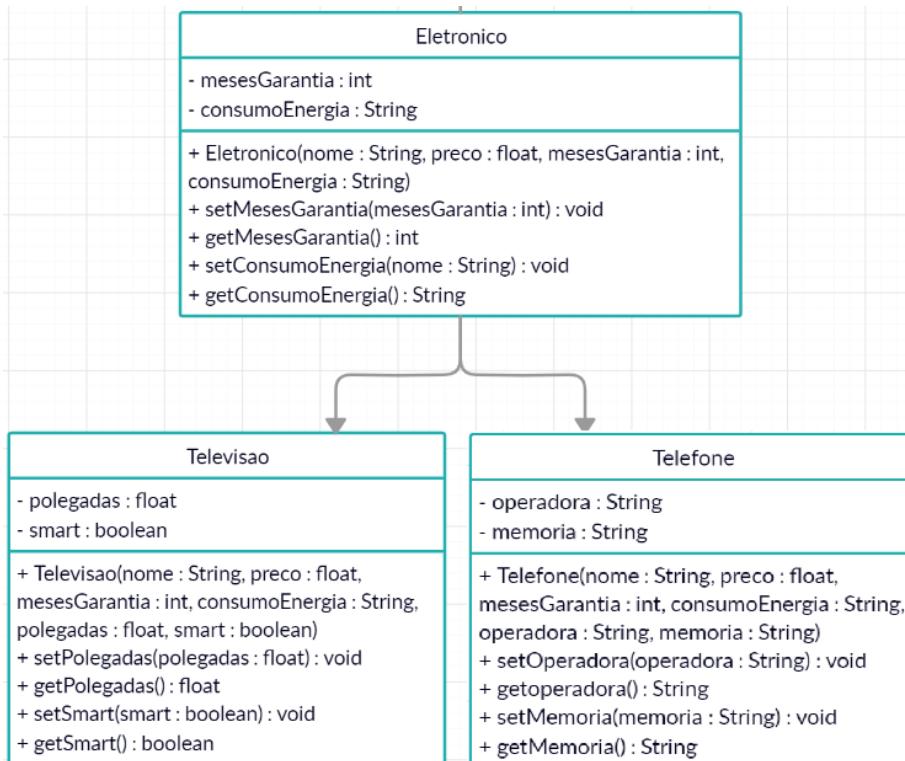 Eletronico
- mesesGarantia : int
- consumoEnergia : String
+ Eletronico(nome : String, preco : float, mesesGarantia : int,
consumoEnergia : String)
+ setMesesGarantia(mesesGarantia : int) : void
+ getMesesGarantia() : int
+ setConsumoEnergia(nome : String) : void
+ getConsumoEnergia() : String
Televisao
- polegadas : float
- smart : boolean
+ Televisao(nome : String, preco : float,
mesesGarantia : int, consumoEnergia : String,
polegadas : float, smart : boolean)
+ setPolegadas(polegadas : float) : void
+ getPolegadas() : float
+ setSmart(smart : boolean) : void
+ getSmart() : boolean
Telefone
- operadora : String
- memoria : String
+ Telefone(nome : String, preco : float,
mesesGarantia : int, consumoEnergia : String,
operadora : String, memoria : String)
+ setOperadora(operadora : String) : void
+ getoperadora() : String
+ setMemoria(memoria : String) : void
+ getMemoria() : String